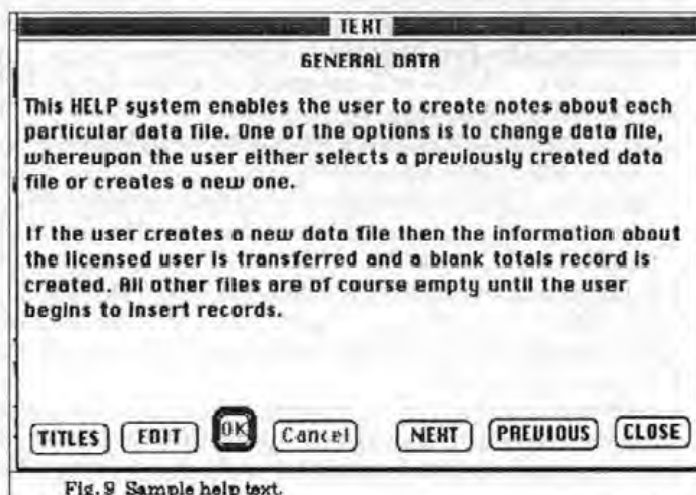 TEXT
GENERAL DATA
This HELP system enables the user to create notes about each
particular data file. One of the options is to change data file,
whereupon the user either selects a previously created data
file or creates a new one.
If the user creates a new data file then the information about
the licensed user is transferred and a blank totals record is
created. All other files are of course empty until the user
begins to insert records.
TITLES EDIT OK Cancel NEXT PREVIOUS CLOSE
Fig. 9 Sample help text.